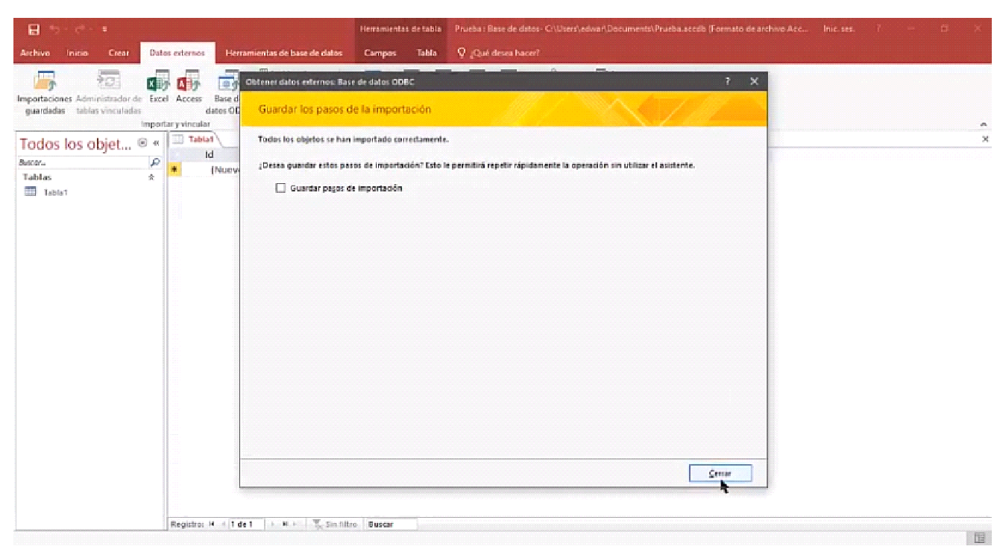 Herramientas de tabla Prueba : Base de datos- C:\Users\edwar\Documents\Prueba.accdb (Formato de archivo Acc... Inic. ses. ?
Archivo Inicio Crear Datos externos Herramientas de base de datos Campos Tabla ¿Qué desea hacer?
Importaciones guardadas
Administrador de tablas vinculadas
Excel
Access
Base d
datos OD
Importar y vincular
Obtener datos externos: Base de datos ODBC ?
Guardar los pasos de la importación
Todos los objetos se han importado correctamente.
¿Desea guardar estos pasos de importación? Esto le permitirá repetir rápidamente la operación sin utilizar el asistente.
Guardar pasos de importación
Cerrar
Todos los objet... «
Buscar...
Tablas
Tabla1
Tabla1
Id
(Nuevo
Registro: 1 de 1 Sin filtro Buscar